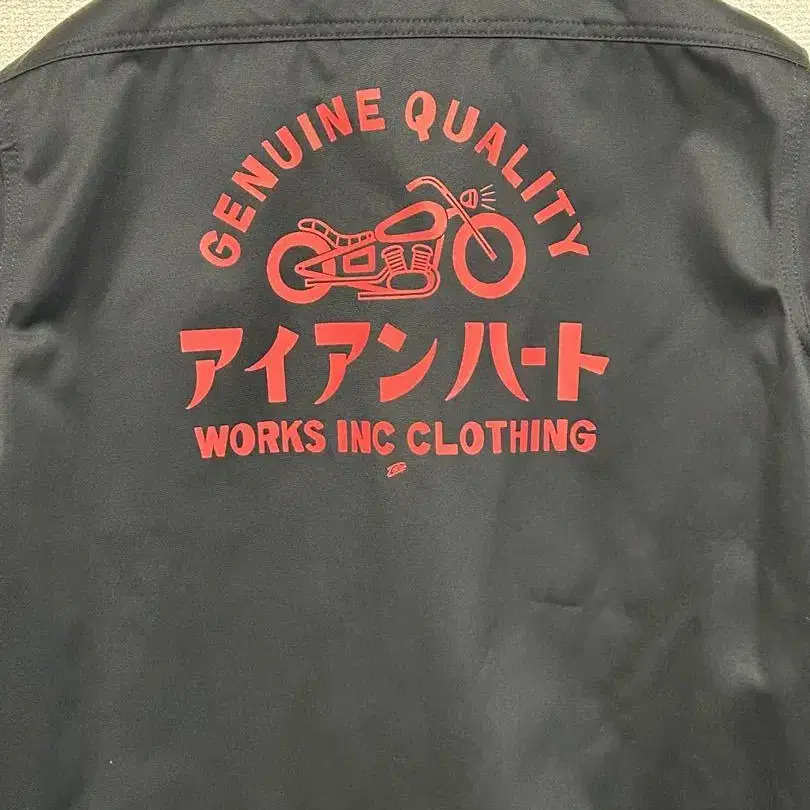 GENUINE QUALITY
アイアンハート
WORKS INC CLOTHING